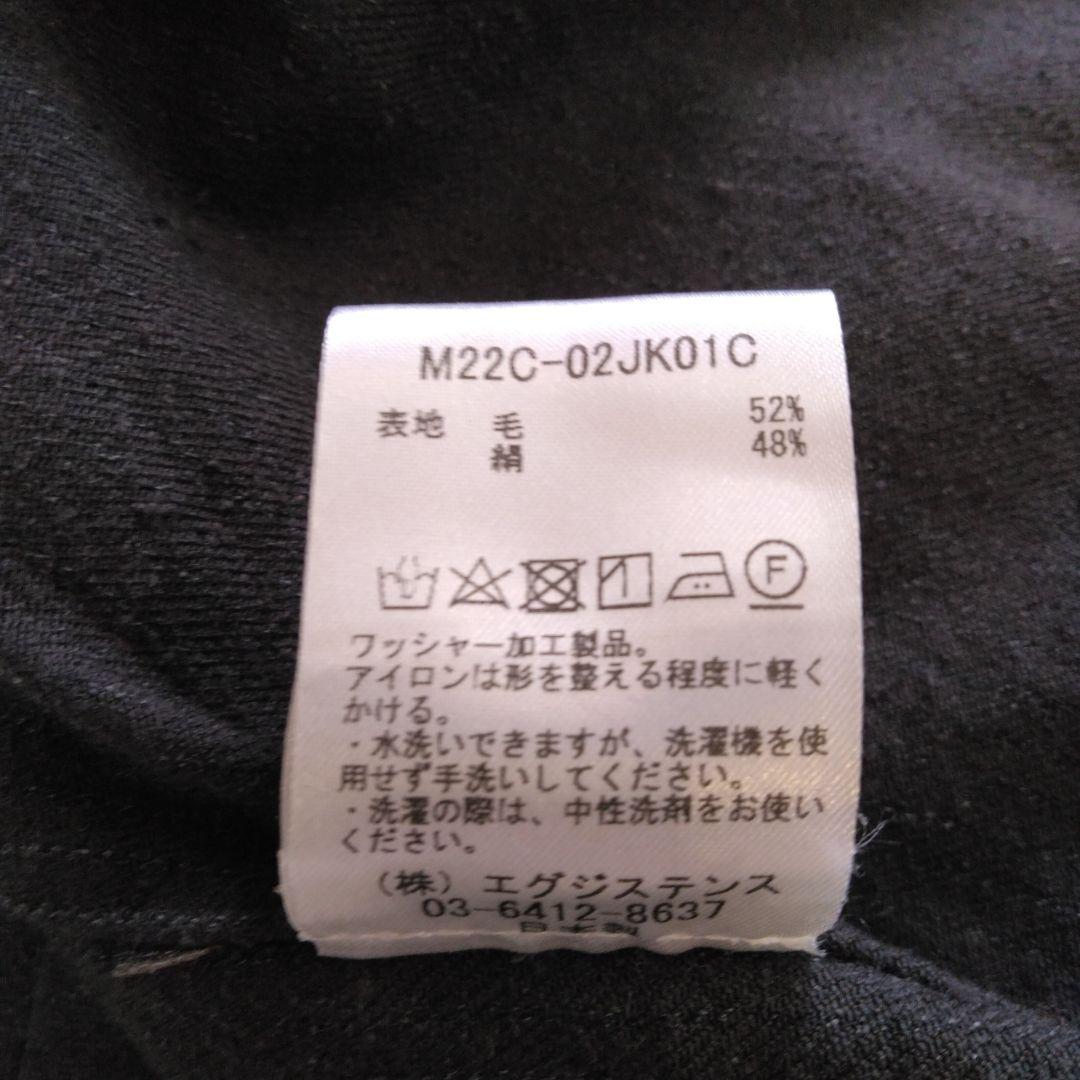 M22C-02JK01C
表地 毛 52%
絹 48%
F
ワッシャー加工製品。
アイロンは形を整える程度に軽く
かける。
・水洗いできますが、洗濯機を使
用せず手洗いしてください。
・洗濯の際は、中性洗剤をお使い
ください。
(株)エグジステンス
03-6412-8637
日本製